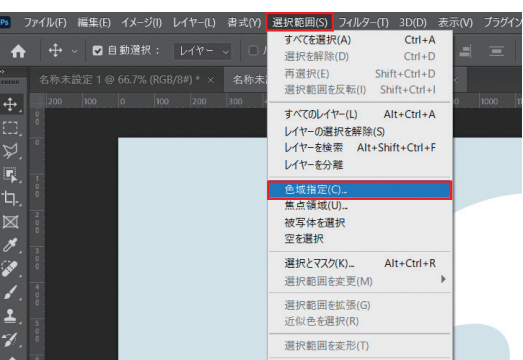 Ps ファイル(F) 編集(E) イメージ(I) レイヤー(L) 書式(Y) 選択範囲(S) フィルター(T) 3D(D) 表示(V) プラグイン
自動選択： レイヤー
称未設定 1 @ 66.7% (RGB/8#) * × 名称未
200 100 0 100 200 300 1000
すべてを選択(A) Ctrl+A
選択を解除(D) Ctrl+D
再選択(E) Shift+Ctrl+D
選択範囲を反転(I) Shift+Ctrl+I
すべてのレイヤー(L) Alt+Ctrl+A
レイヤーの選択を解除(S)
レイヤーを検索 Alt+Shift+Ctrl+F
レイヤーを分離
色域指定(C)...
焦点領域(U)...
被写体を選択
空を選択
選択とマスク(K)... Alt+Ctrl+R
選択範囲を変更(M)
選択範囲を拡張(G)
近似色を選択(R)
選択範囲を変形(T)